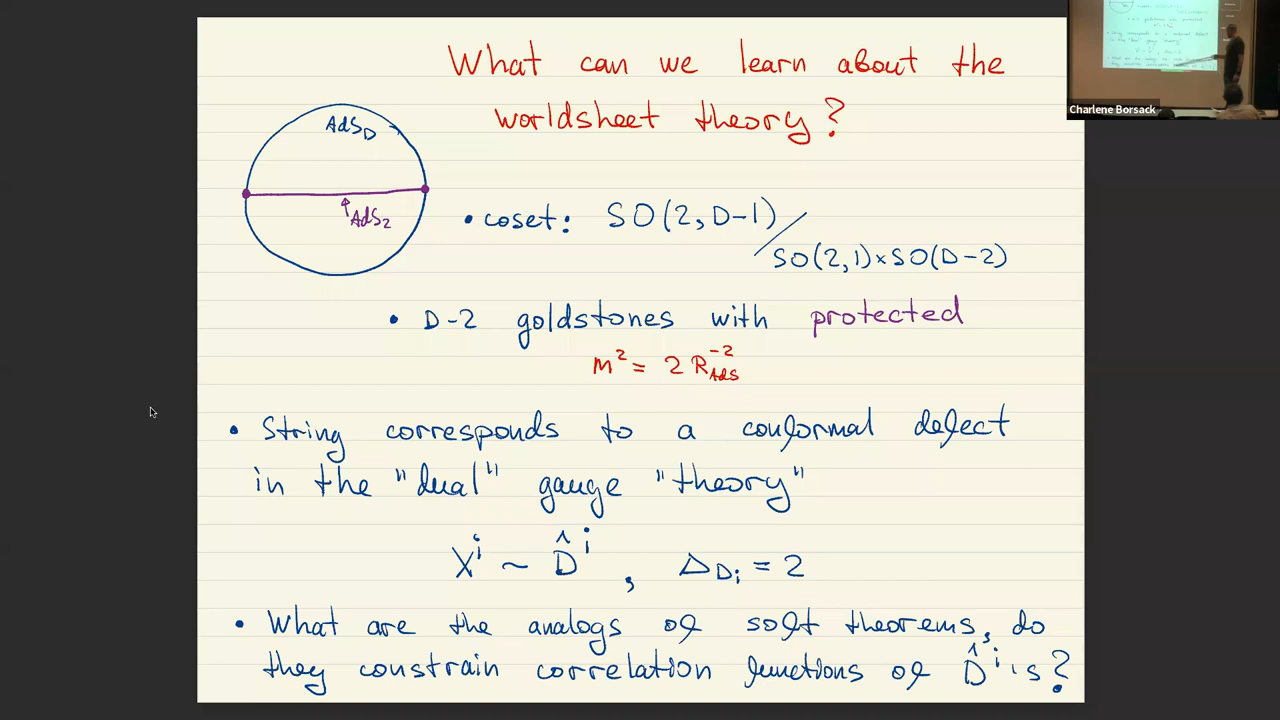 What can we learn about the
worldsheet theory?
AdS_D
AdS_2
• coset: SO(2, D-1) / SO(2,1)×SO(D-2)
• D-2 goldstones with protected
m² = 2 R_AdS^-2
• String corresponds to a conformal defect
in the "dual" gauge "theory"
X^i ~ D̂^i , Δ_Di = 2
• What are the analogs of soft theorems, do
they constrain correlation functions of D̂^i's?
Charlene Borsack